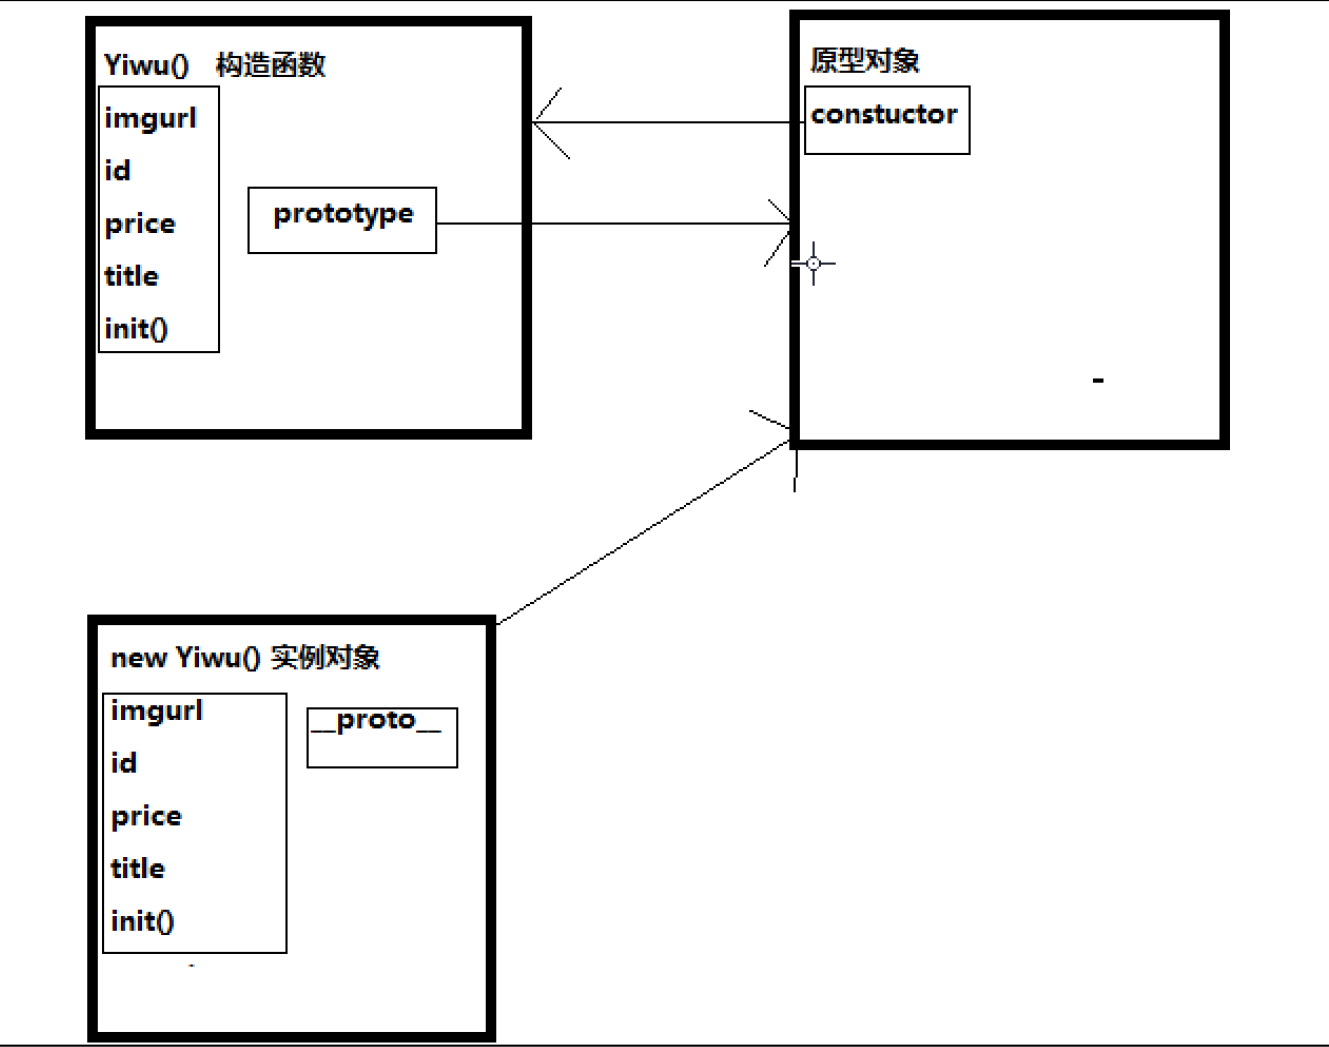 Yiwu() 构造函数
imgurl
id
price
title
init()
prototype
原型对象
constuctor
new Yiwu() 实例对象
imgurl
id
price
title
init()
__proto__